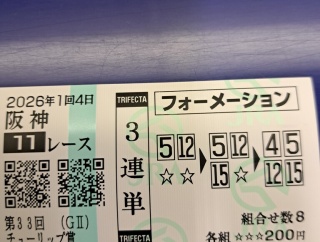 2026年1回4日
阪神
11レース
第33回 (GⅡ)
チューリップ賞
TRIFECTA
3連単
TRIFECTA
フォーメーション
5 12 ▶ 5 12 ▶ 4 5
☆☆ 15 ☆ 12 15
組合せ数8
各組 ☆☆☆200円